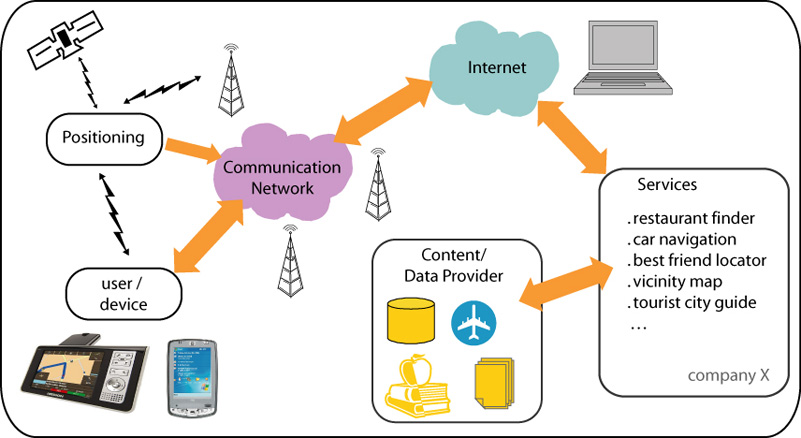 Positioning
Communication
Network
Internet
user /
device
Content/
Data Provider
Services
.restaurant finder
.car navigation
.best friend locator
.vicinity map
.tourist city guide
...
company X